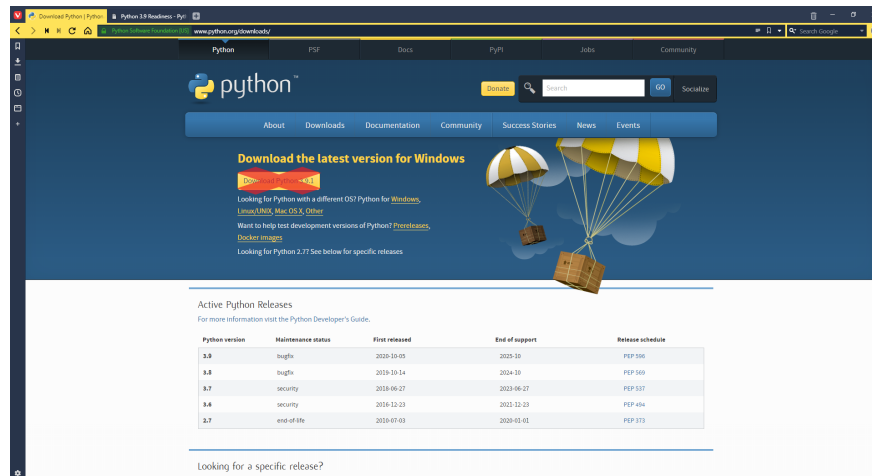 Download Python | Python
Python 3.9 Readiness - Pyt
Python Software Foundation [US]
www.python.org/downloads/
Search Google
Python
PSF
Docs
PyPI
Jobs
Community
python™
Donate
Search
GO
Socialize
About
Downloads
Documentation
Community
Success Stories
News
Events
Download the latest version for Windows
Download Python
Looking for Python with a different OS? Python for Windows,
Linux/UNIX, Mac OS X, Other
Want to help test development versions of Python? Prereleases,
Docker images
Looking for Python 2.7? See below for specific releases
Active Python Releases
For more information visit the Python Developer's Guide.
Python version Maintenance status First released End of support Release schedule
3.9 bugfix 2020-10-05 2025-10 PEP 596
3.8 bugfix 2019-10-14 2024-10 PEP 569
3.7 security 2018-06-27 2023-06-27 PEP 537
3.6 security 2016-12-23 2021-12-23 PEP 494
2.7 end-of-life 2010-07-03 2020-01-01 PEP 373
Looking for a specific release?